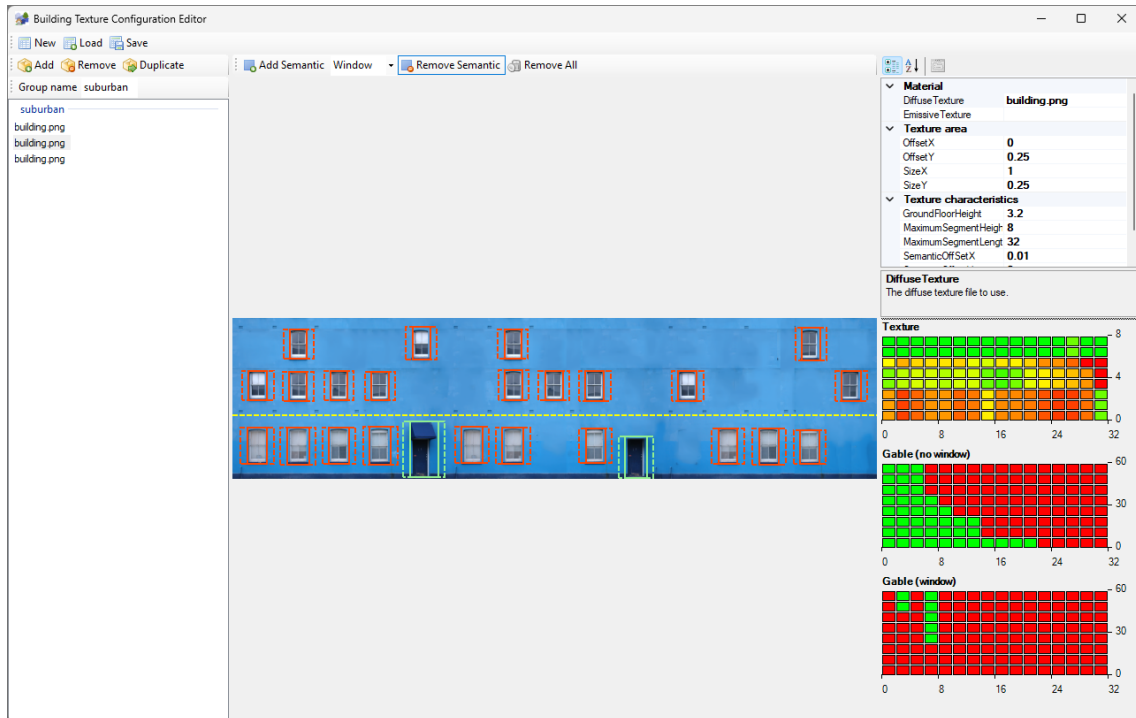 Building Texture Configuration Editor
New Load Save
Add Remove Duplicate
Add Semantic Window Remove Semantic Remove All
Group name suburban
suburban
building.png
building.png
building.png
Material
DiffuseTexture building.png
EmissiveTexture
Texture area
OffsetX 0
OffsetY 0.25
SizeX 1
SizeY 0.25
Texture characteristics
GroundFloorHeight 3.2
MaximumSegmentHeigh 8
MaximumSegmentLengt 32
SemanticOffSetX 0.01
DiffuseTexture
The diffuse texture file to use.
Texture
8
4
0
0 8 16 24 32
Gable (no window)
60
30
0
0 8 16 24 32
Gable (window)
60
30
0
0 8 16 24 32